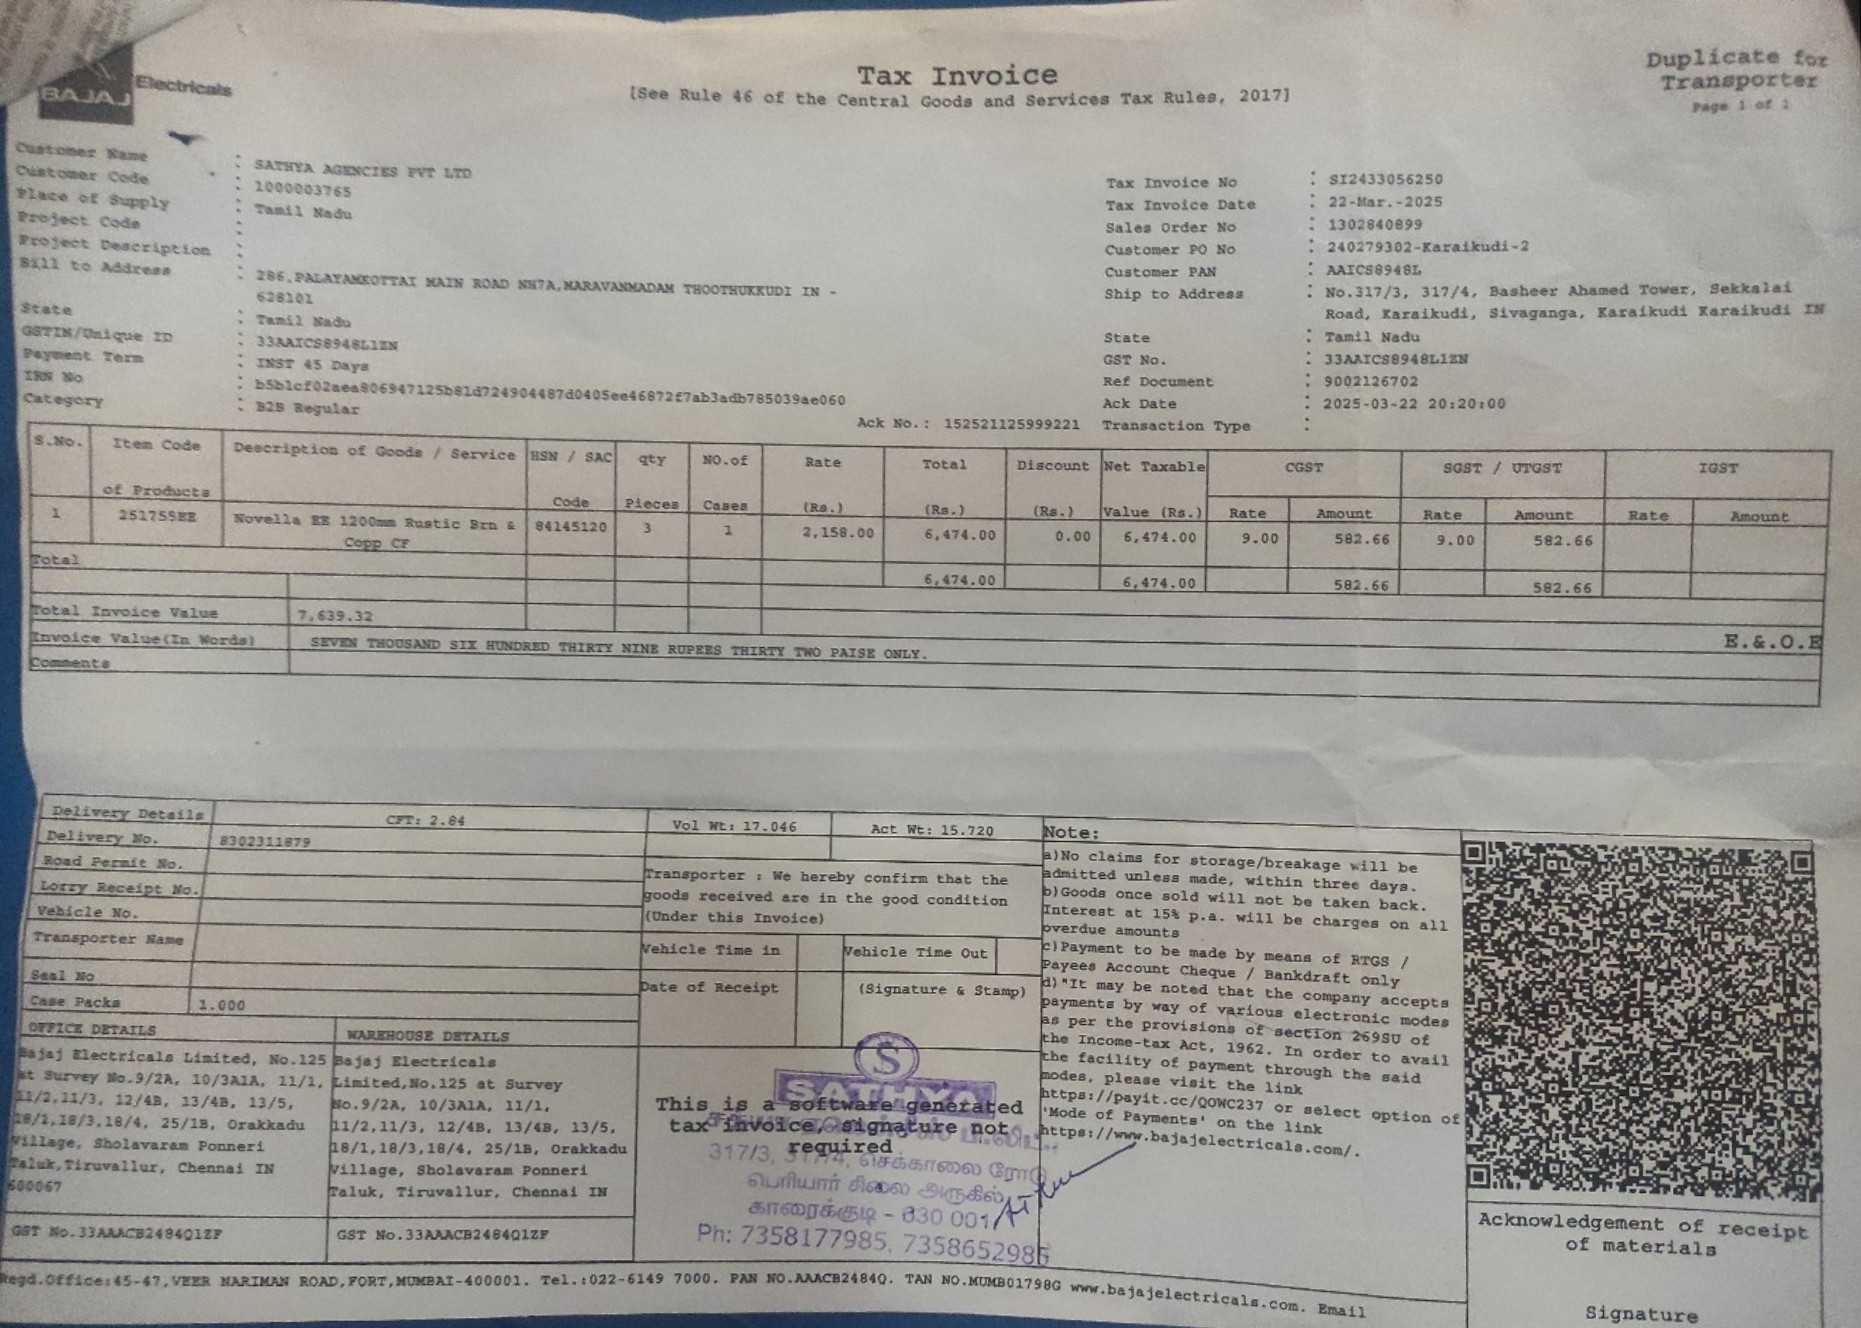 BAJAJ Electricals
Tax Invoice
[See Rule 46 of the Central Goods and Services Tax Rules, 2017]
Duplicate for
Transporter
Page 1 of 1
Customer Name : SATHYA AGENCIES PVT LTD
Customer Code : 1000003765
Place of Supply : Tamil Nadu
Project Code :
Project Description :
Bill to Address : 286,PALAYAMKOTTAI MAIN ROAD NH7A,MARAVANMADAM THOOTHUKKUDI IN -
628101
State : Tamil Nadu
GSTIN/Unique ID : 33AAICS8948L1ZN
Payment Term : INST 45 Days
IRN No : b5b1cf02aea806947125b81d724904487d0405ee46872f7ab3adb785039ae060
Category : B2B Regular
Tax Invoice No : SI2433056250
Tax Invoice Date : 22-Mar.-2025
Sales Order No : 1302840899
Customer PO No : 240279302-Karaikudi-2
Customer PAN : AAICS8948L
Ship to Address : No.317/3, 317/4, Basheer Ahamed Tower, Sekkalai
Road, Karaikudi, Sivaganga, Karaikudi Karaikudi IN
State : Tamil Nadu
GST No. : 33AAICS8948L1ZN
Ref Document : 9002126702
Ack Date : 2025-03-22 20:20:00
Ack No.: 152521125999221 Transaction Type :
S.No. Item Code Description of Goods / Service HSN / SAC qty NO.of Rate Total Discount Net Taxable CGST SGST / UTGST IGST
of Products Code Pieces Cases (Rs.) (Rs.) (Rs.) Value (Rs.) Rate Amount Rate Amount Rate Amount
1 251755EE Novella EE 1200mm Rustic Brn & 84145120 3 1 2,158.00 6,474.00 0.00 6,474.00 9.00 582.66 9.00 582.66
Copp CF
Total 6,474.00 6,474.00 582.66 582.66
Total Invoice Value 7,639.32
Invoice Value(In Words) SEVEN THOUSAND SIX HUNDRED THIRTY NINE RUPEES THIRTY TWO PAISE ONLY. E.&.O.E
Comments
Delivery Details CFT: 2.84 Vol Wt: 17.046 Act Wt: 15.720
Delivery No. 8302311879
Road Permit No.
Lorry Receipt No.
Vehicle No.
Transporter Name
Seal No
Case Packs 1.000
Transporter : We hereby confirm that the
goods received are in the good condition
(Under this Invoice)
Vehicle Time in Vehicle Time Out
Date of Receipt (Signature & Stamp)
Note:
a)No claims for storage/breakage will be
admitted unless made, within three days.
b)Goods once sold will not be taken back.
Interest at 15% p.a. will be charges on all
overdue amounts
c)Payment to be made by means of RTGS /
Payees Account Cheque / Bankdraft only
d)"It may be noted that the company accepts
payments by way of various electronic modes
as per the provisions of section 269SU of
the Income-tax Act, 1962. In order to avail
the facility of payment through the said
modes, please visit the link
https://payit.cc/QOWC237 or select option of
'Mode of Payments' on the link
https://www.bajajelectricals.com/.
OFFICE DETAILS
Bajaj Electricals Limited, No.125
at Survey No.9/2A, 10/3A1A, 11/1,
11/2,11/3, 12/4B, 13/4B, 13/5,
18/1,18/3,18/4, 25/1B, Orakkadu
Village, Sholavaram Ponneri
Taluk,Tiruvallur, Chennai IN
600067
GST No.33AAACB2484Q1ZF
WAREHOUSE DETAILS
Bajaj Electricals
Limited,No.125 at Survey
No.9/2A, 10/3A1A, 11/1,
11/2,11/3, 12/4B, 13/4B, 13/5,
18/1,18/3,18/4, 25/1B, Orakkadu
Village, Sholavaram Ponneri
Taluk, Tiruvallur, Chennai IN
GST No.33AAACB2484Q1ZF
S
SATHYA
This is a software generated
tax invoice, signature not
required
317/3, 317/4, செக்காலை ரோடு
பெரியார் சிலை அருகில்,
காரைக்குடி - 630 001
Ph: 7358177985, 7358652985
Acknowledgement of receipt
of materials
Signature
Regd.Office:45-47,VEER NARIMAN ROAD,FORT,MUMBAI-400001. Tel.:022-6149 7000. PAN NO.AAACB2484Q. TAN NO.MUMB01798G www.bajajelectricals.com. Email